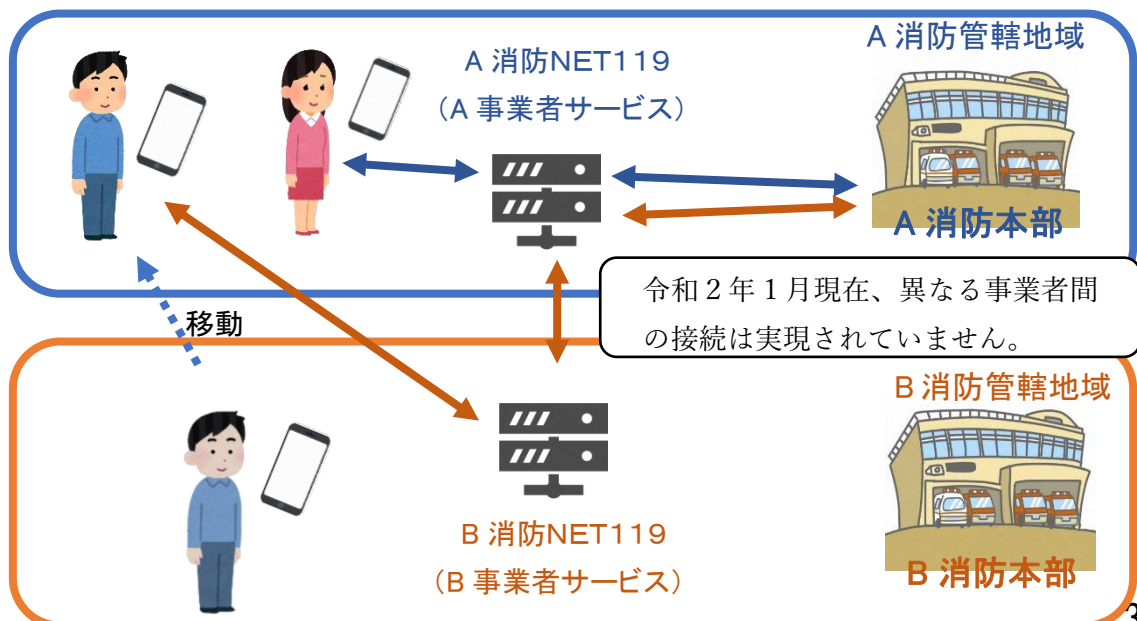 A 消防NET119
（A 事業者サービス）
A 消防管轄地域
A 消防本部
令和２年１月現在、異なる事業者間
の接続は実現されていません。
移動
B 消防管轄地域
B 消防本部
B 消防NET119
（B 事業者サービス）
3